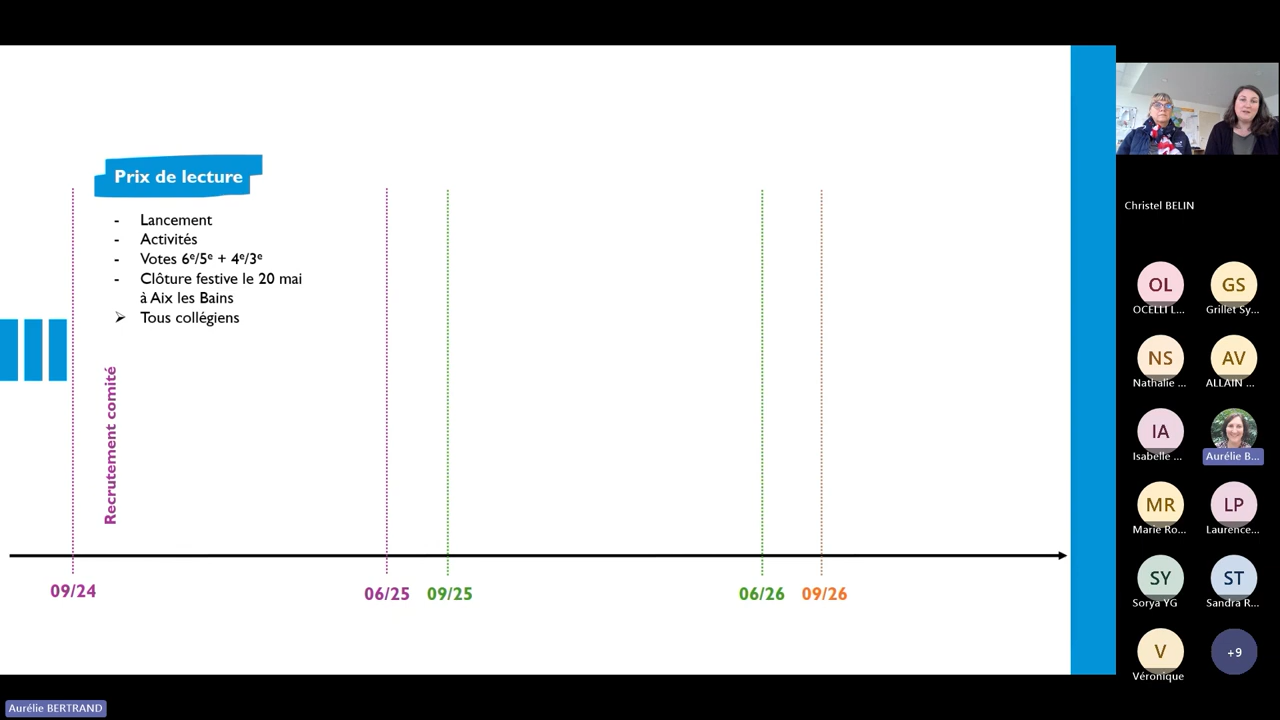 Prix de lecture
- Lancement
- Activités
- Votes 6ᵉ/5ᵉ + 4ᵉ/3ᵉ
- Clôture festive le 20 mai
à Aix les Bains
➢ Tous collégiens
Recrutement comité
09/24
06/25
09/25
06/26
09/26
Christel BELIN
OL
OCELLI L...
GS
Grillet Sy...
NS
Nathalie ...
AV
ALLAIN ...
IA
Isabelle ...
Aurélie B...
MR
Marie Ro...
LP
Laurence...
SY
Sorya YG
ST
Sandra R...
V
Véronique
+9
Aurélie BERTRAND